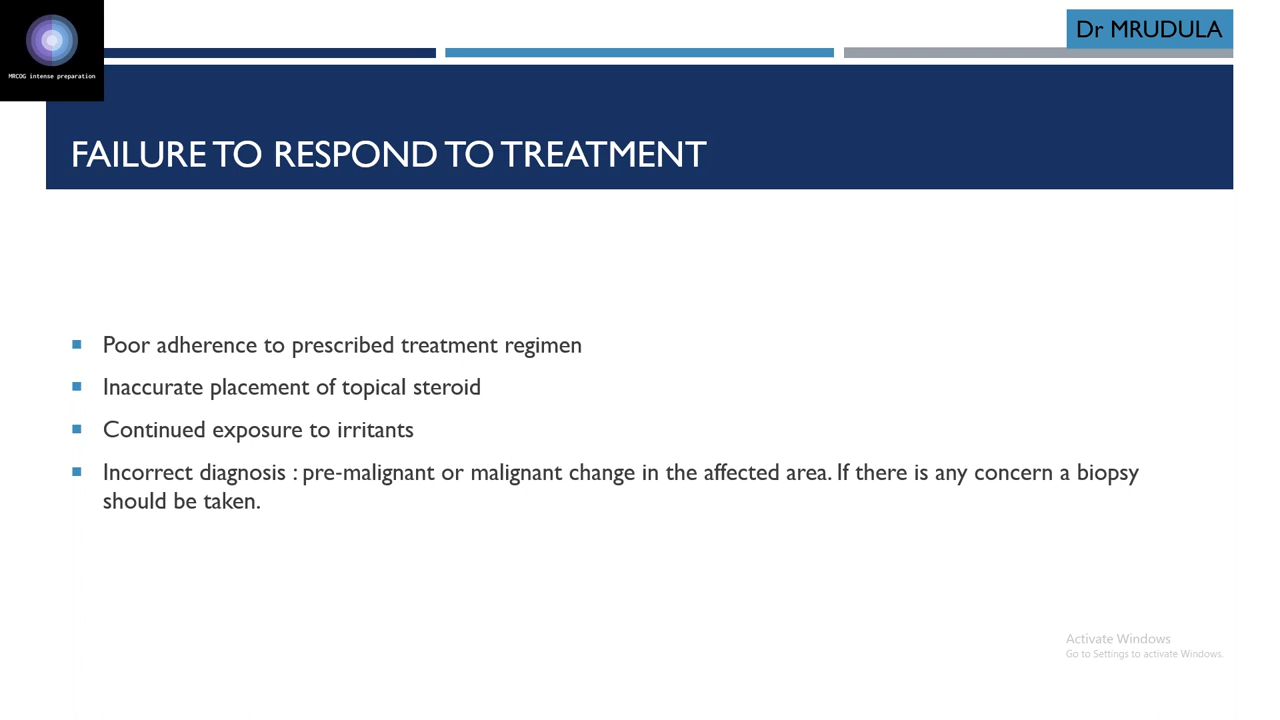 MRCOG intense preparation
Dr MRUDULA
FAILURE TO RESPOND TO TREATMENT
Poor adherence to prescribed treatment regimen
Inaccurate placement of topical steroid
Continued exposure to irritants
Incorrect diagnosis : pre-malignant or malignant change in the affected area. If there is any concern a biopsy
should be taken.
Activate Windows
Go to Settings to activate Windows.